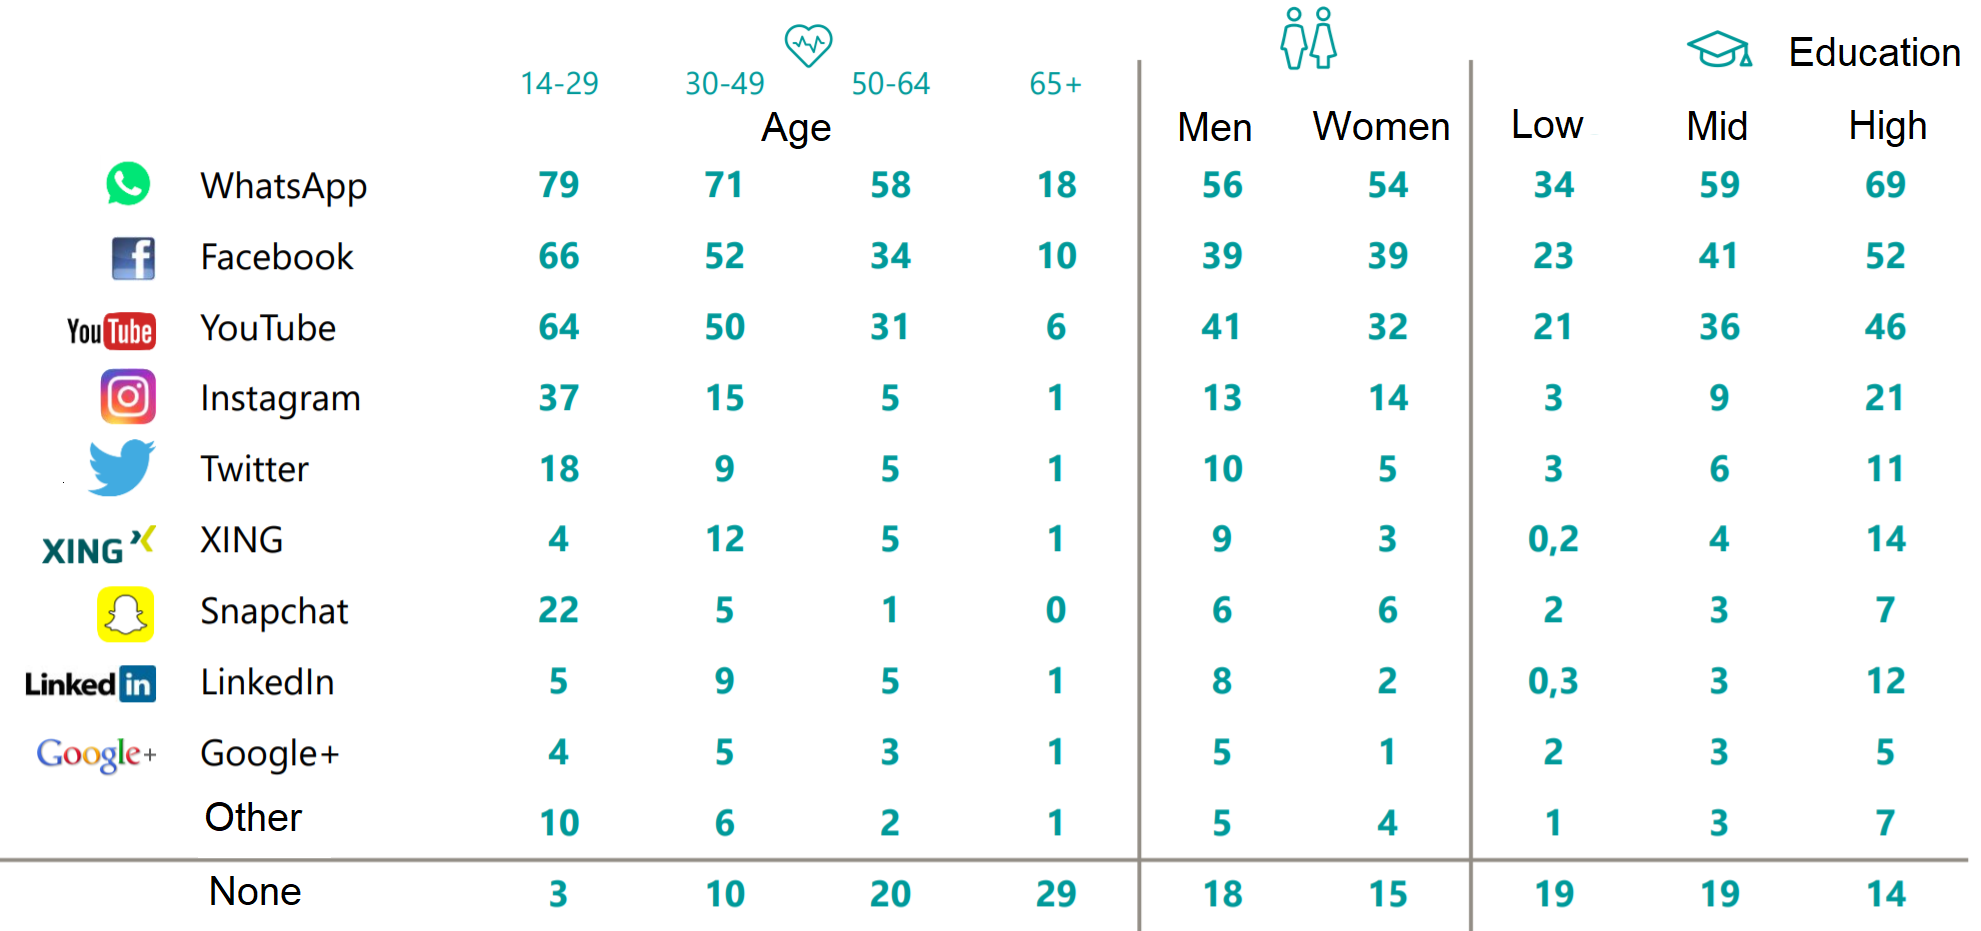 Education
14-29 30-49 50-64 65+
Age Men Women Low Mid High
WhatsApp 79 71 58 18 56 54 34 59 69
f Facebook 66 52 34 10 39 39 23 41 52
YouTube YouTube 64 50 31 6 41 32 21 36 46
Instagram 37 15 5 1 13 14 3 9 21
Twitter 18 9 5 1 10 5 3 6 11
XING XING 4 12 5 1 9 3 0,2 4 14
Snapchat 22 5 1 0 6 6 2 3 7
Linked in LinkedIn 5 9 5 1 8 2 0,3 3 12
Google+ Google+ 4 5 3 1 5 1 2 3 5
Other 10 6 2 1 5 4 1 3 7
None 3 10 20 29 18 15 19 19 14